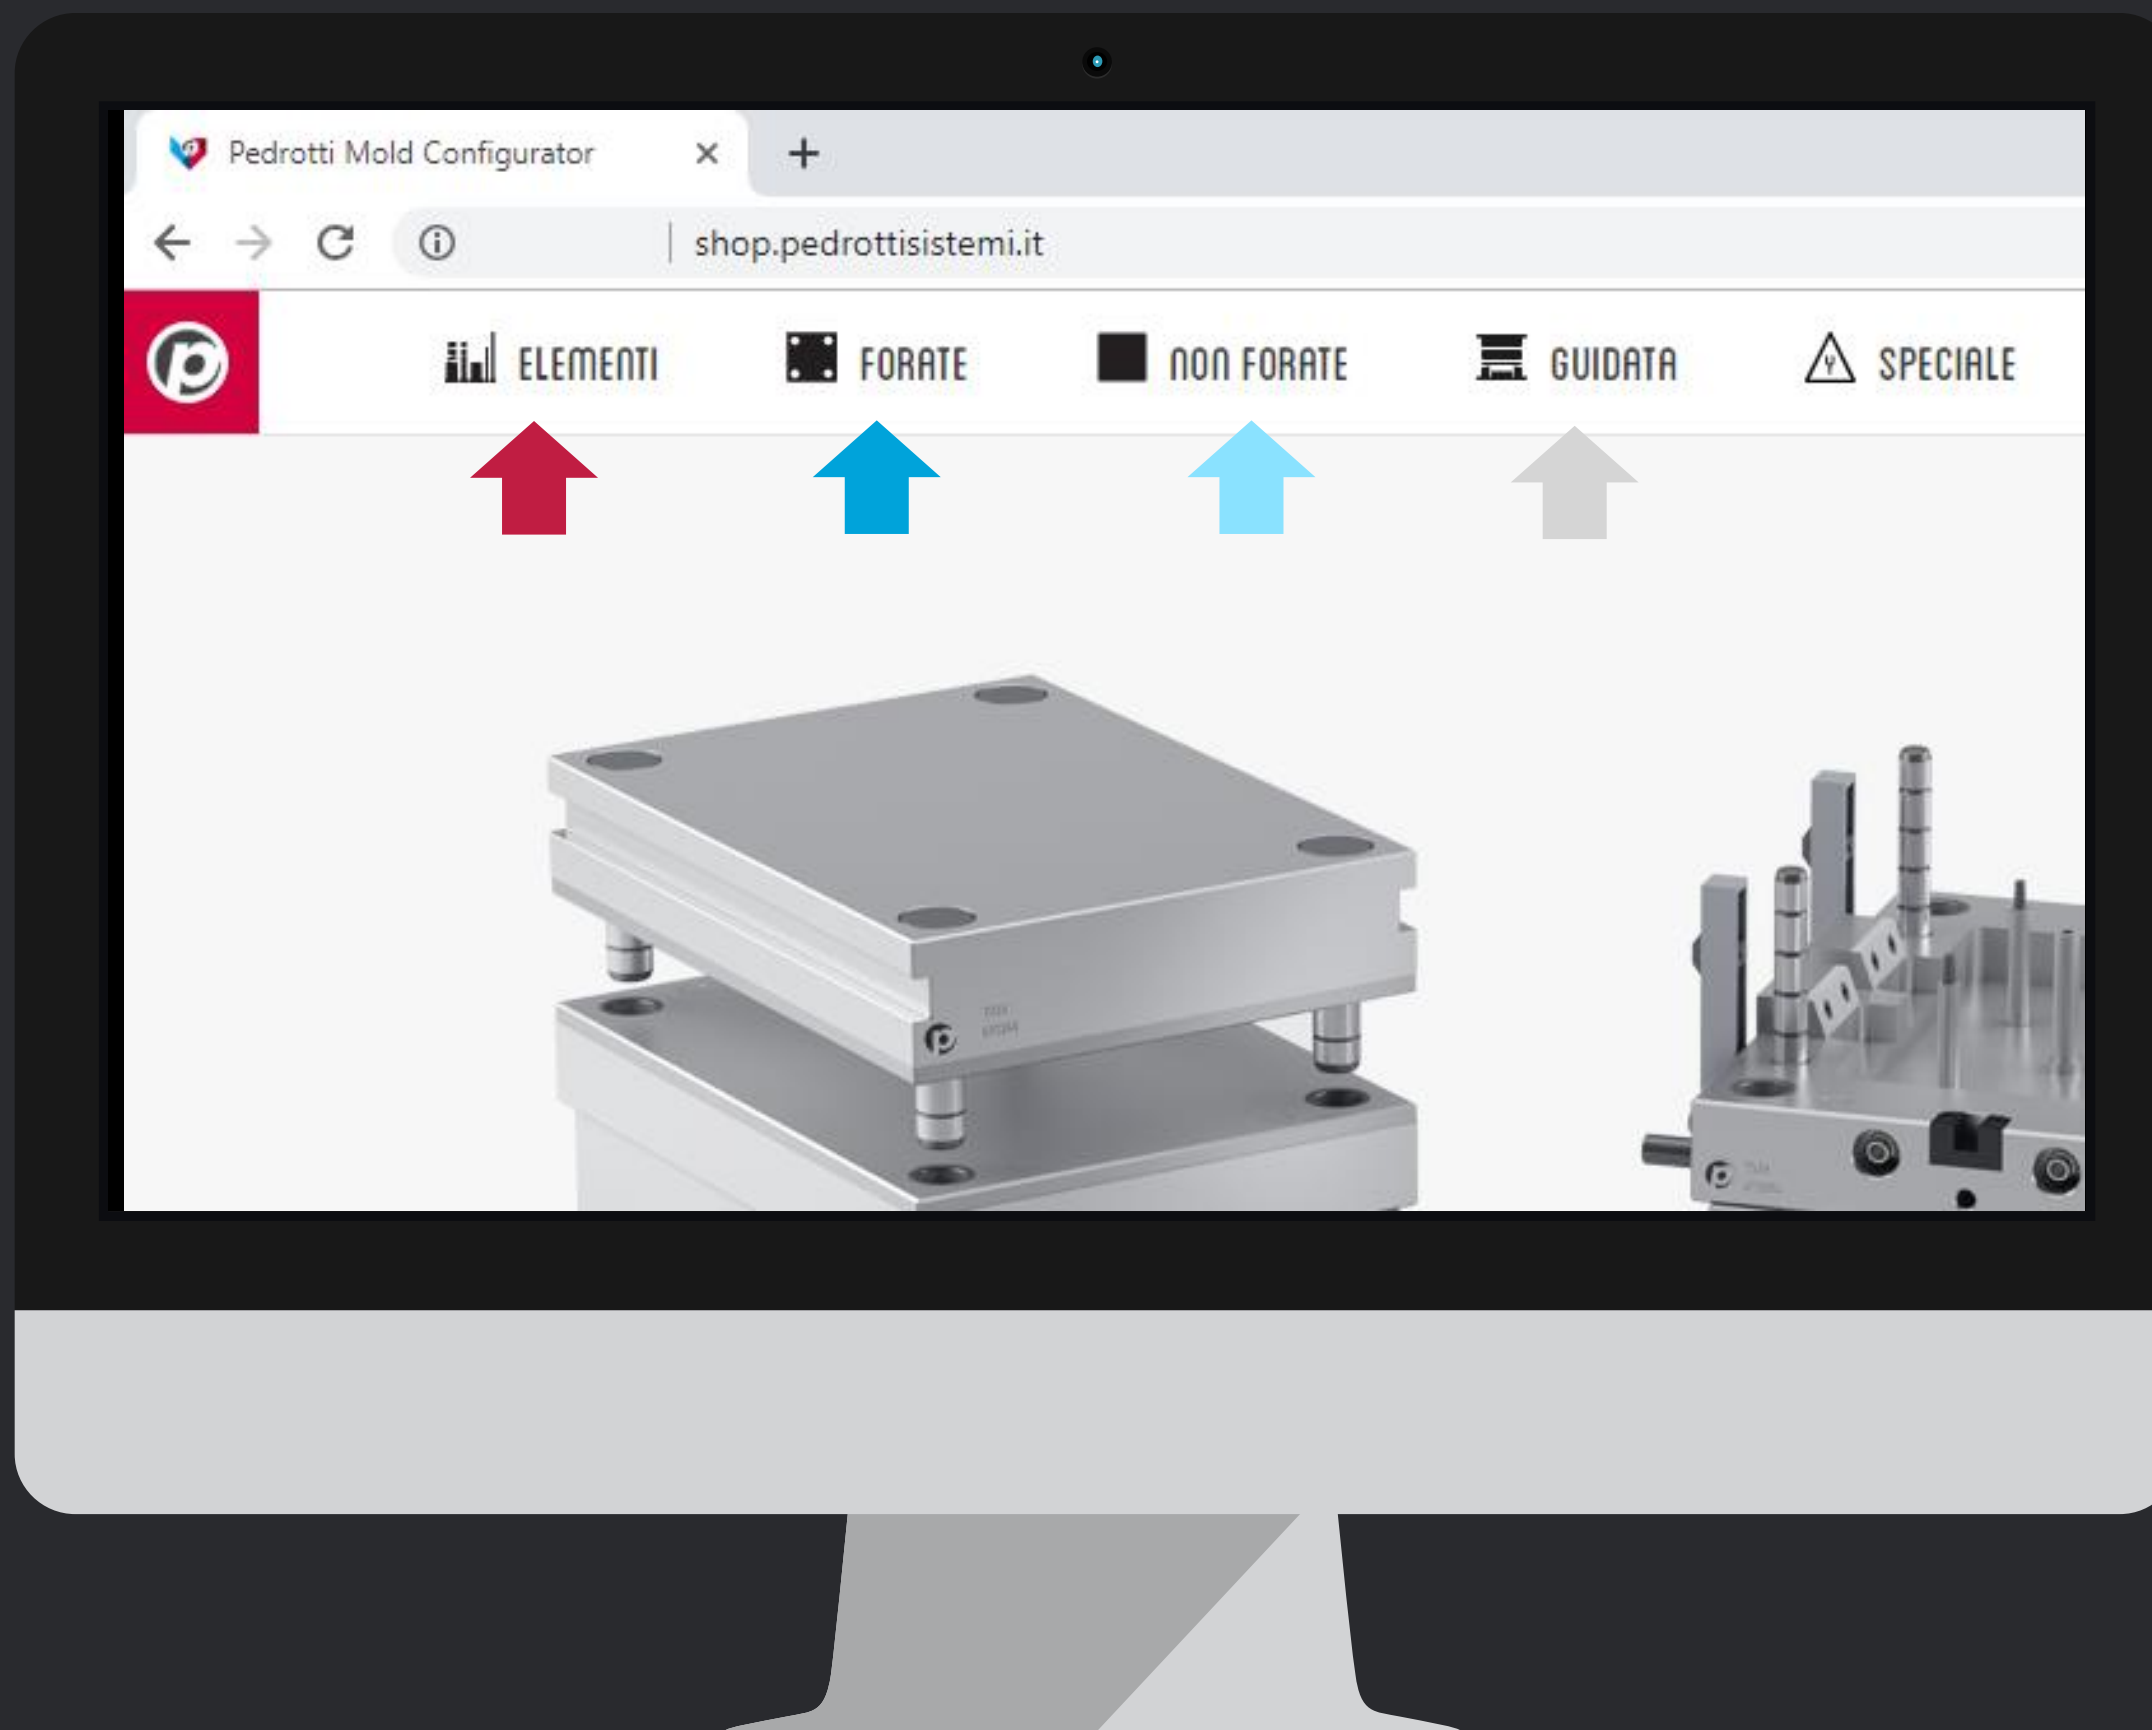 Pedrotti Mold Configurator
shop.pedrottisistemi.it
ELEMENTI
FORATE
NON FORATE
GUIDATA
SPECIALE